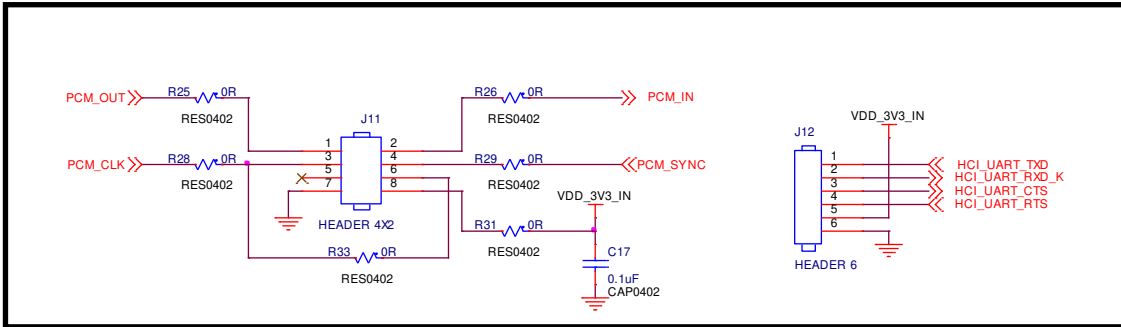 R25 0R
R26 0R
PCM_OUT
PCM_IN
RES0402
RES0402
J11
VDD_3V3_IN
J12
1 2
3 4
5 6
7 8
R28 0R
R29 0R
PCM_CLK
PCM_SYNC
RES0402
RES0402
VDD_3V3_IN
HEADER 4X2
R31 0R
RES0402
R33 0R
RES0402
C17
0.1uF
CAP0402
1 HCI_UART_TXD
2 HCI_UART_RXD_K
3 HCI_UART_CTS
4 HCI_UART_RTS
5
6
HEADER 6